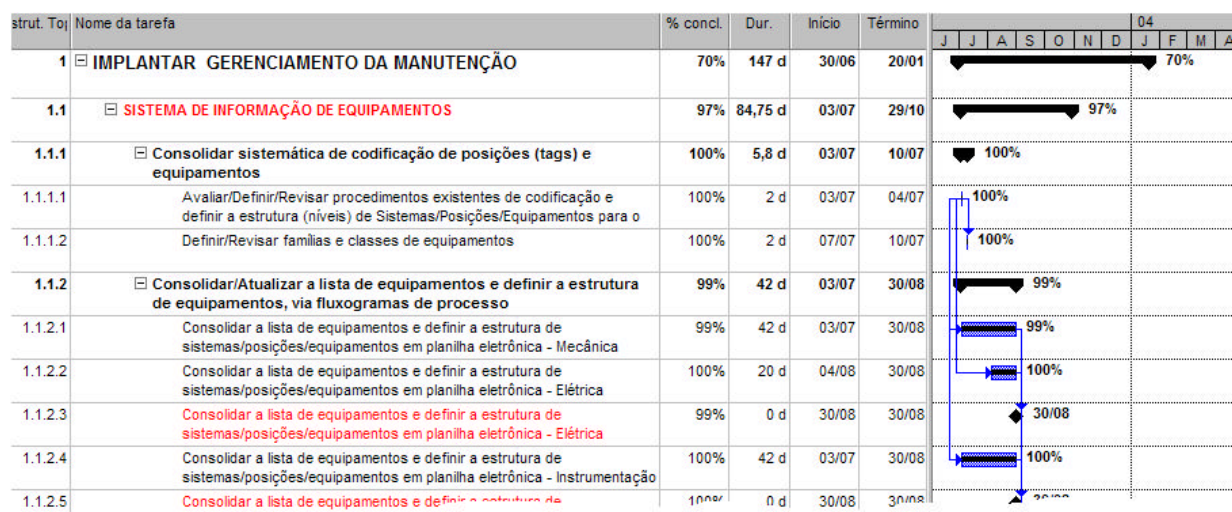 strut. Top Nome da tarefa % concl. Dur. Início Término 04
J J A S O N D J F M A
1 IMPLANTAR GERENCIAMENTO DA MANUTENÇÃO 70% 147 d 30/06 20/01 70%
1.1 SISTEMA DE INFORMAÇÃO DE EQUIPAMENTOS 97% 84,75 d 03/07 29/10 97%
1.1.1 Consolidar sistemática de codificação de posições (tags) e 100% 5,8 d 03/07 10/07 100%
equipamentos
1.1.1.1 Avaliar/Definir/Revisar procedimentos existentes de codificação e 100% 2 d 03/07 04/07 100%
definir a estrutura (níveis) de Sistemas/Posições/Equipamentos para o
1.1.1.2 Definir/Revisar famílias e classes de equipamentos 100% 2 d 07/07 10/07 100%
1.1.2 Consolidar/Atualizar a lista de equipamentos e definir a estrutura 99% 42 d 03/07 30/08 99%
de equipamentos, via fluxogramas de processo
1.1.2.1 Consolidar a lista de equipamentos e definir a estrutura de 99% 42 d 03/07 30/08 99%
sistemas/posições/equipamentos em planilha eletrônica - Mecânica
1.1.2.2 Consolidar a lista de equipamentos e definir a estrutura de 100% 20 d 04/08 30/08 100%
sistemas/posições/equipamentos em planilha eletrônica - Elétrica
1.1.2.3 Consolidar a lista de equipamentos e definir a estrutura de 99% 0 d 30/08 30/08 30/08
sistemas/posições/equipamentos em planilha eletrônica - Elétrica
1.1.2.4 Consolidar a lista de equipamentos e definir a estrutura de 100% 42 d 03/07 30/08 100%
sistemas/posições/equipamentos em planilha eletrônica - Instrumentação
1.1.2.5 Consolidar a lista de equipamentos e definir a estrutura de 100% 0 d 30/08 30/08 30/08